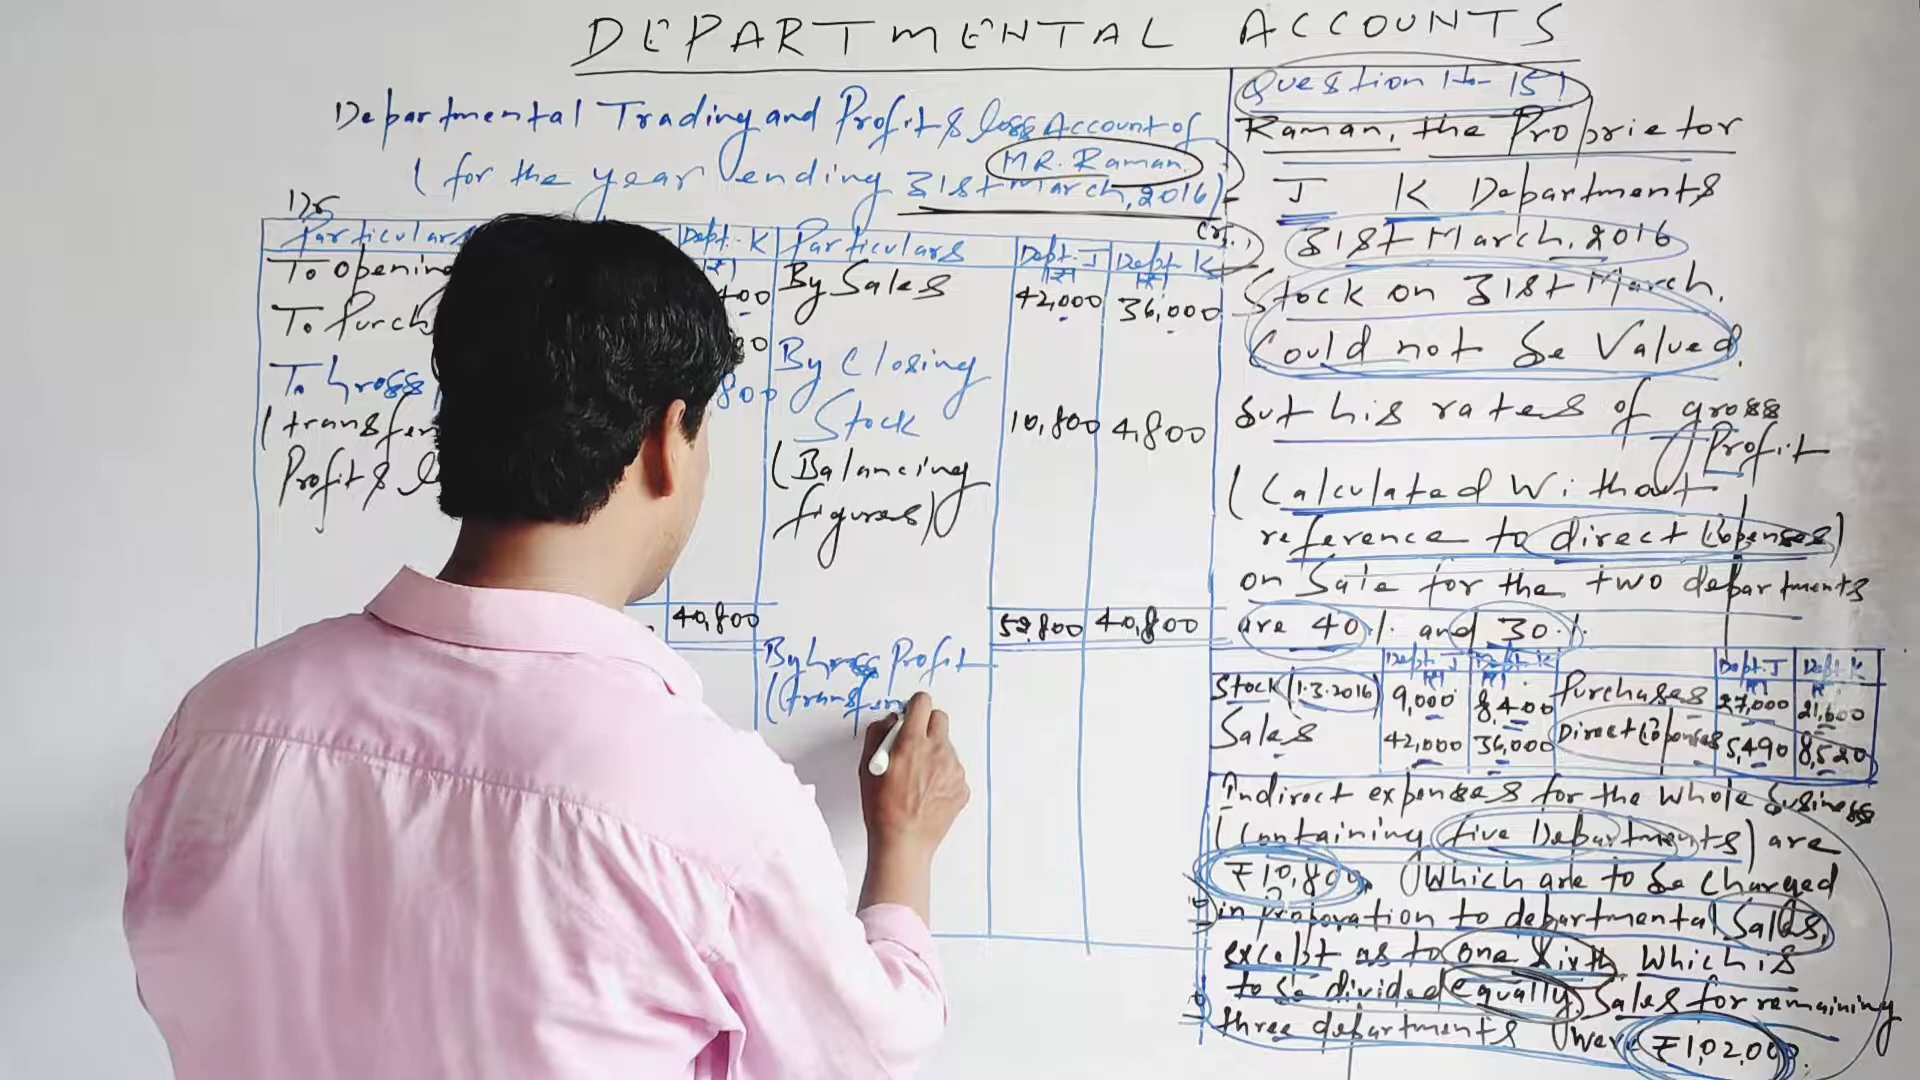 DEPARTMENTAL ACCOUNTS
Departmental Trading and Profit & loss Account of
MR. Raman
(for the year ending 31st March, 2016)
Dr
(Cr.)
Particulars
Dept. K
Particulars
Dept. J
Dept. K
(₹)
(₹)
(₹)
To opening
400
By Sales
42,000
36,000
To Purch
00
To Gross
800
By Closing
Stock
10,800
4,800
(transfer
Profit & l
(Balancing
figures)
40,800
52,800
40,800
By Gross Profit
(transfer
Question No- 151
Raman, the Proprietor
J K Departments
31st March, 2016
Stock on 31st March.
Could not be Valued.
but his rates of gross
Profit
(Calculated Without
reference to direct Expenses)
on Sale for the two departments
are 40% and 30%.
Dept. J
Dept. K
Dept. J
Dept. K
(₹)
(₹)
(₹)
Stock (1.3.2016)
9,000
8,400
Purchases
27,000
21,600
Sales
42,000
36,000
Direct Expenses
5,490
8,520
Indirect expenses for the whole business
(Containing five Departments) are
₹10,800. Which are to be charged
in proporation to departmental Sales,
except as to one sixth which is
to be divided equally. Sales for remaining
three departments were ₹1,02,000.